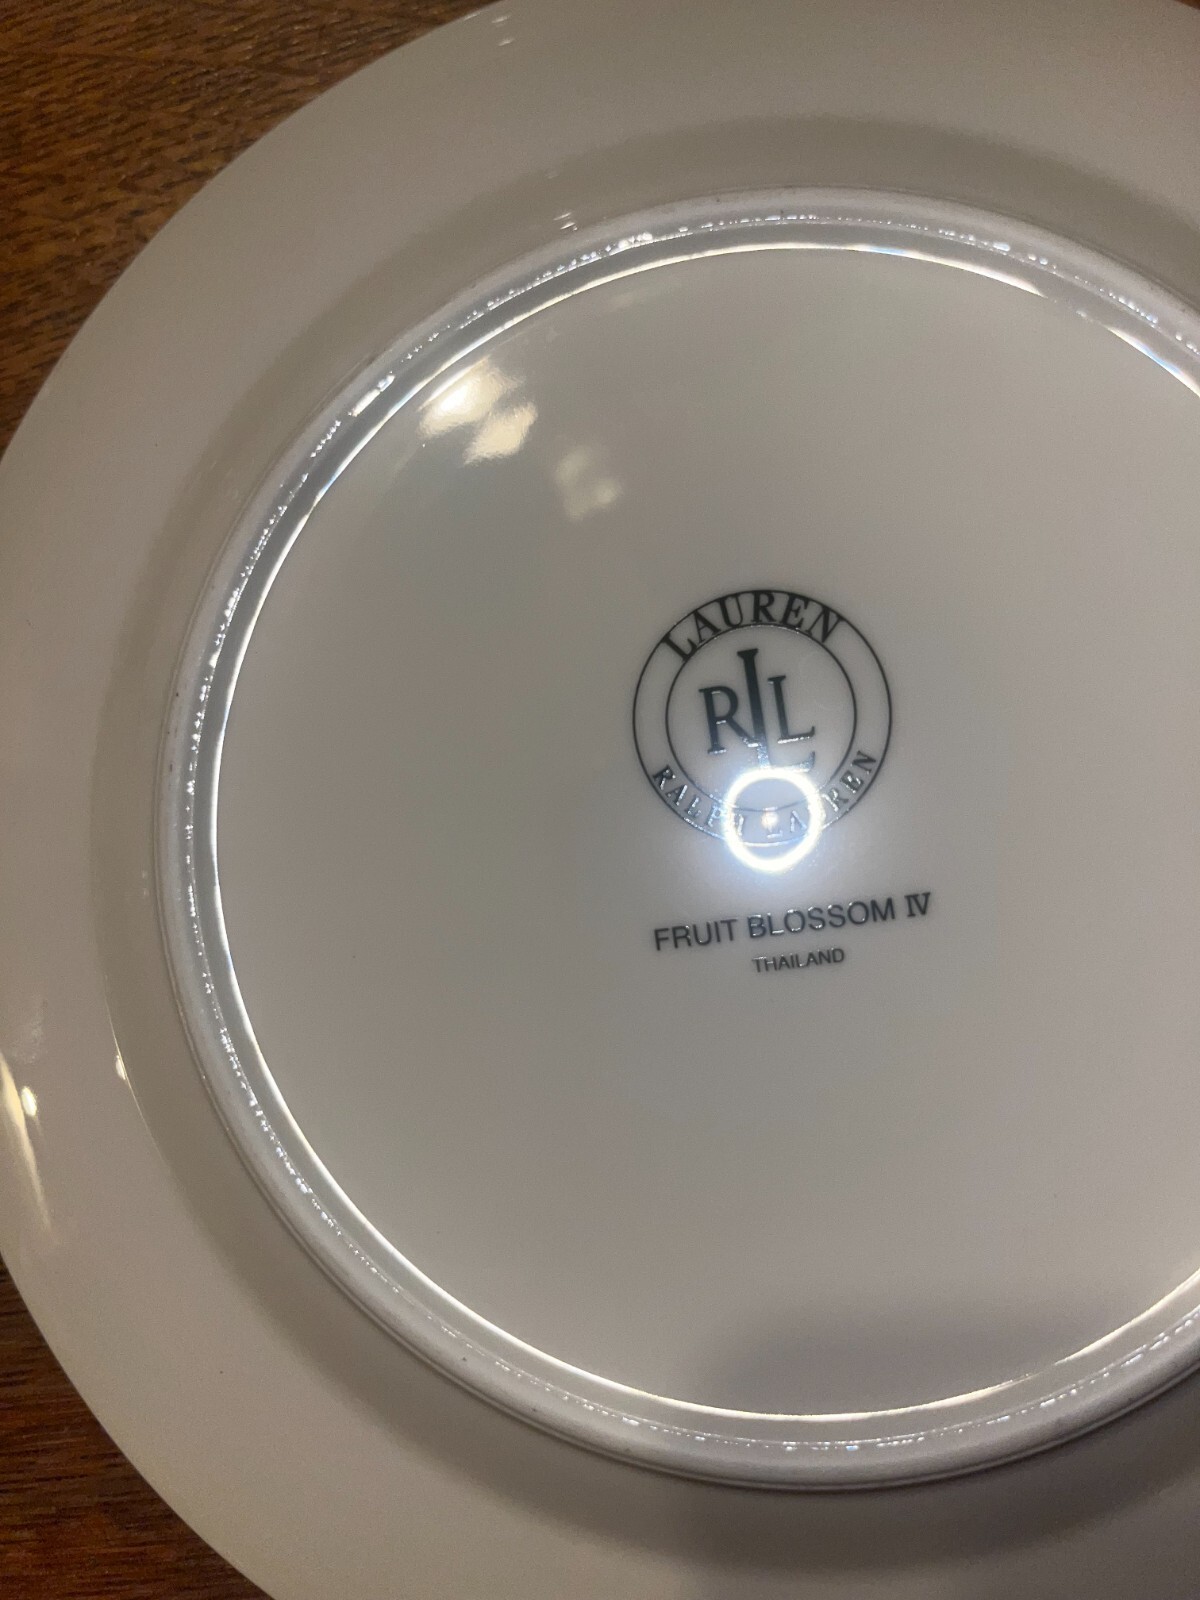 LAUREN
RLL
RALPH LAUREN
FRUIT BLOSSOM IV
THAILAND